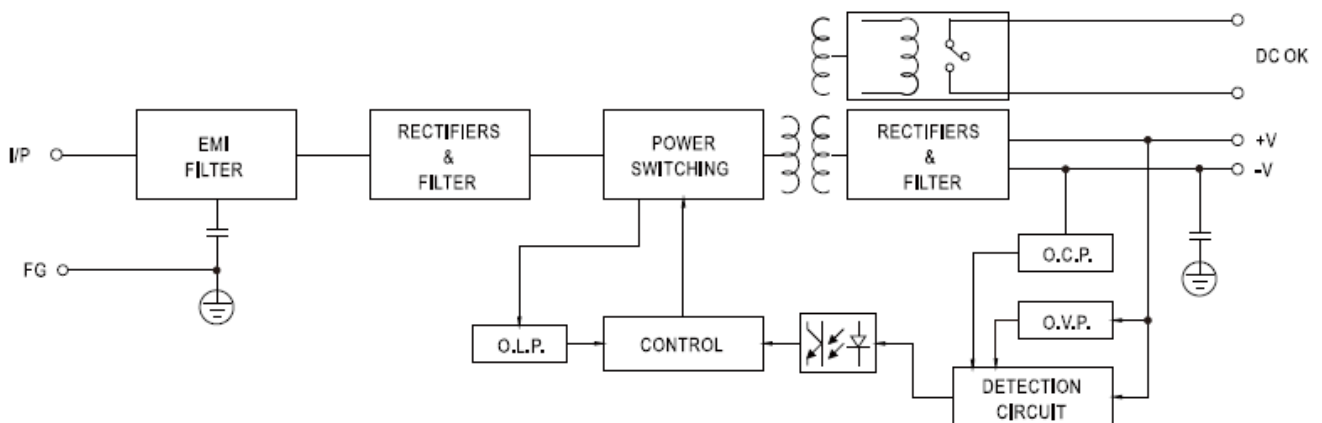 DC OK
I/P
EMI
FILTER
RECTIFIERS
&
FILTER
POWER
SWITCHING
RECTIFIERS
&
FILTER
+V
-V
FG
O.C.P.
O.V.P.
O.L.P.
CONTROL
DETECTION
CIRCUIT